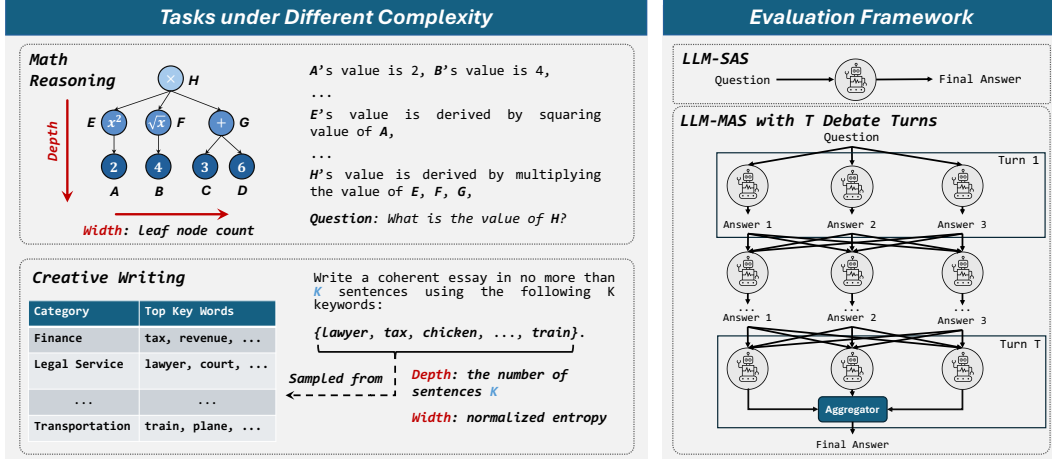 Tasks under Different Complexity
Math
Reasoning
× H
E x² √x F + G
Depth
2 4 3 6
A B C D
Width: leaf node count
A's value is 2, B's value is 4,
...
E's value is derived by squaring
value of A,
...
H's value is derived by multiplying
the value of E, F, G,
Question: What is the value of H?
Creative Writing
Category Top Key Words
Finance tax, revenue, ...
Legal Service lawyer, court, ...
... ...
Transportation train, plane, ...
Write a coherent essay in no more than
K sentences using the following K
keywords:
{lawyer, tax, chicken, ..., train}.
Sampled from
Depth: the number of
sentences K
Width: normalized entropy
Evaluation Framework
LLM-SAS
Question Final Answer
LLM-MAS with T Debate Turns
Question
Turn 1
Answer 1 Answer 2 Answer 3
... ... ...
Answer 1 Answer 2 Answer 3
Turn T
Aggregator
Final Answer